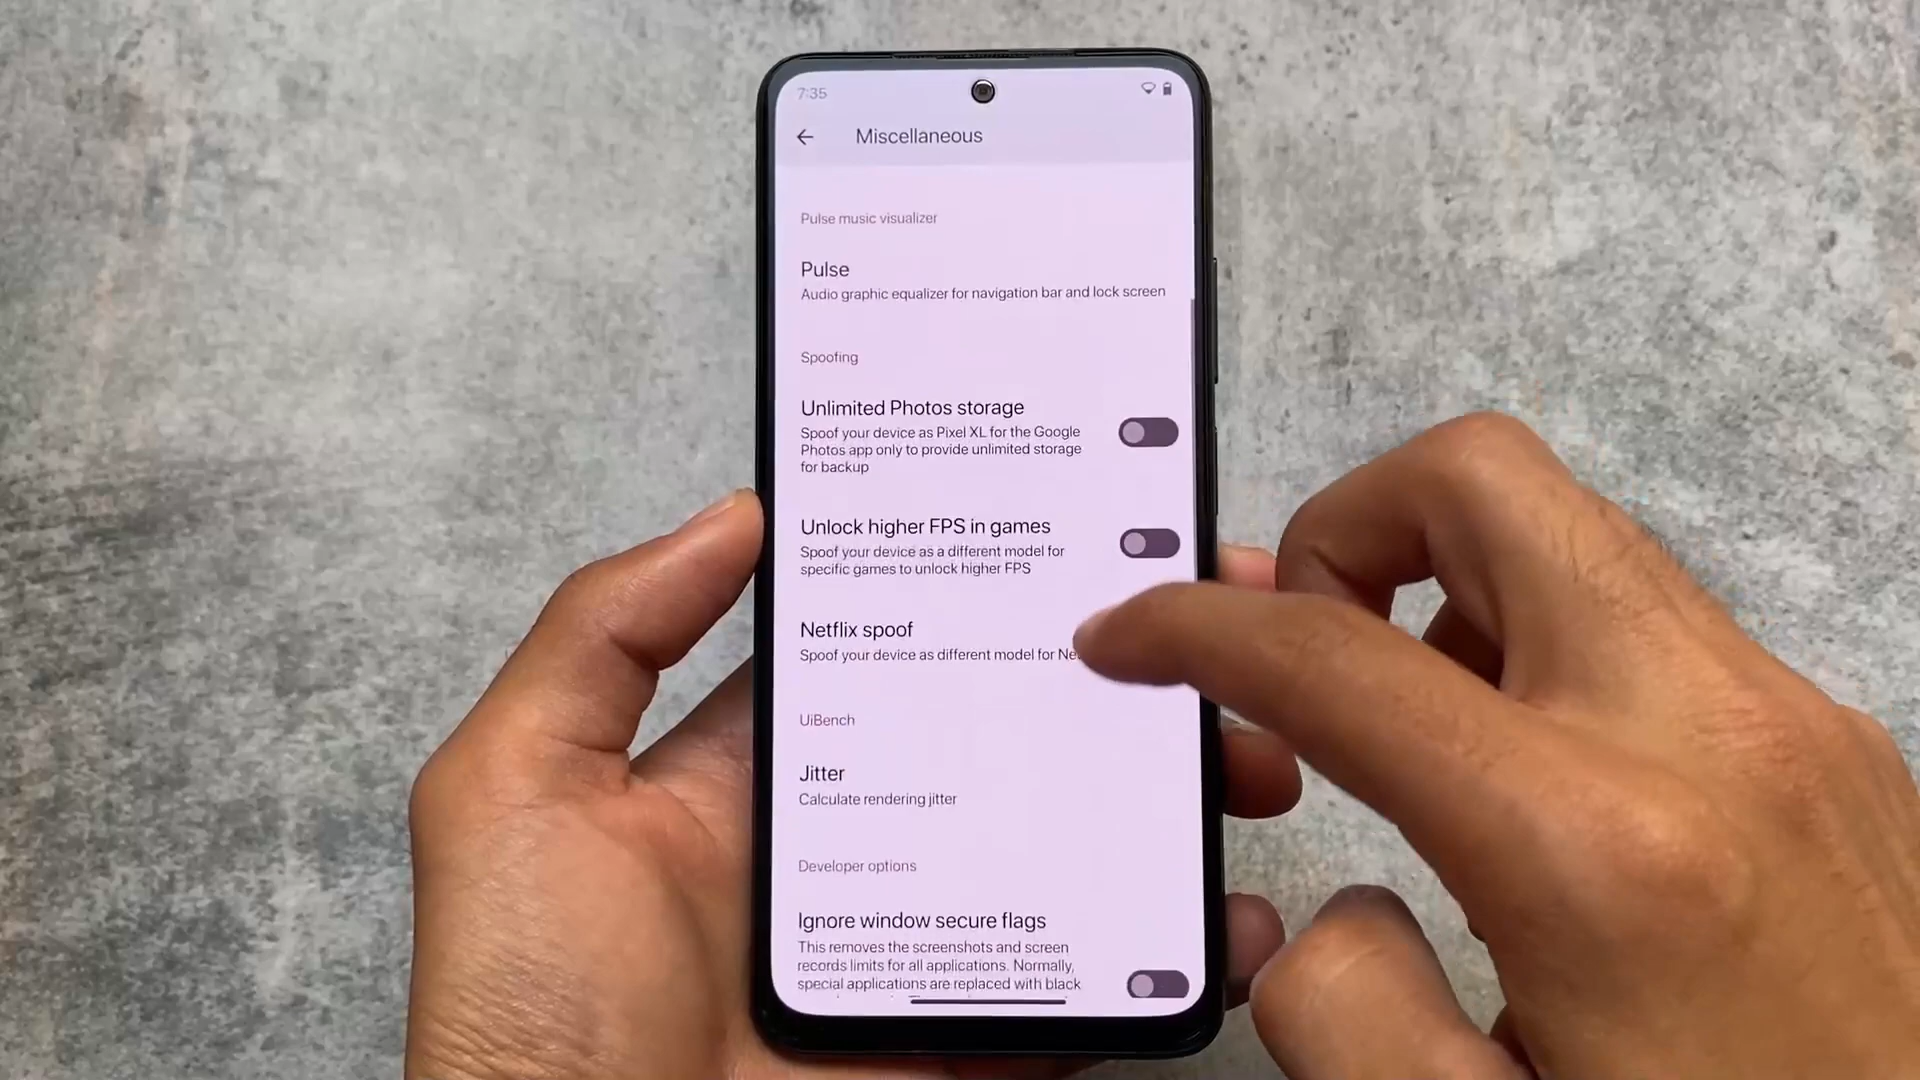 7:35
Miscellaneous
Pulse music visualizer
Pulse
Audio graphic equalizer for navigation bar and lock screen
Spoofing
Unlimited Photos storage
Spoof your device as Pixel XL for the Google
Photos app only to provide unlimited storage
for backup
Unlock higher FPS in games
Spoof your device as a different model for
specific games to unlock higher FPS
Netflix spoof
Spoof your device as different model for
UiBench
Jitter
Calculate rendering jitter
Developer options
Ignore window secure flags
This removes the screenshots and screen
records limits for all applications. Normally,
special applications are replaced with black